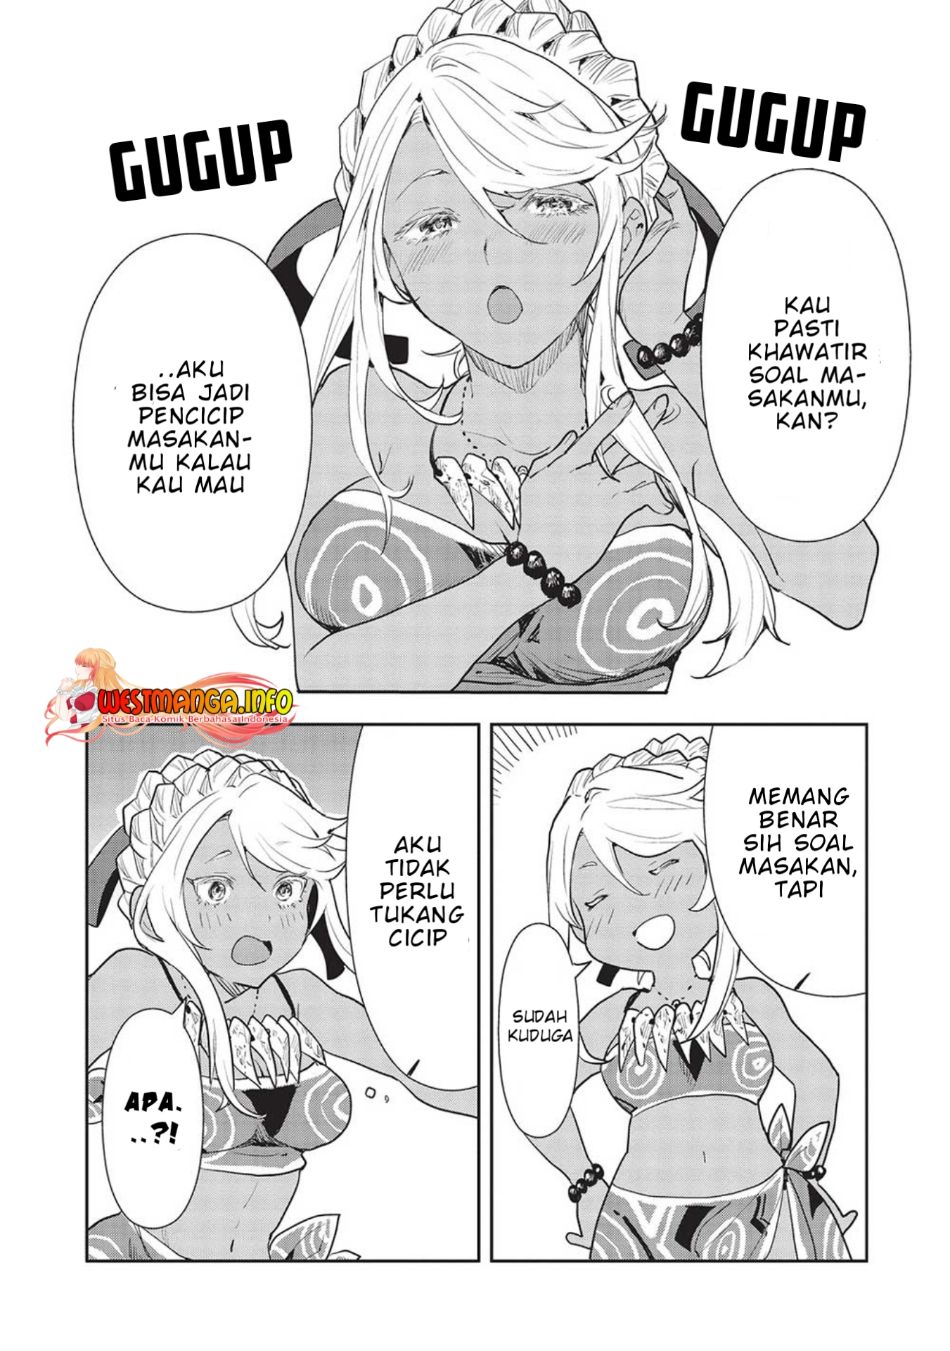 GUGUP
GUGUP
KAU
PASTI
KHAWATIR
SOAL MA-
SAKANMU,
KAN?
..AKU
BISA JADI
PENCICIP
MASAKAN-
MU KALAU
KAU MAU
WESTMANGA.INFO
Situs Baca Komik Berbahasa Indonesia
MEMANG
BENAR
SIH SOAL
MASAKAN,
TAPI
SUDAH
KUDUGA
AKU
TIDAK
PERLU
TUKANG
CICIP
APA.
..?!